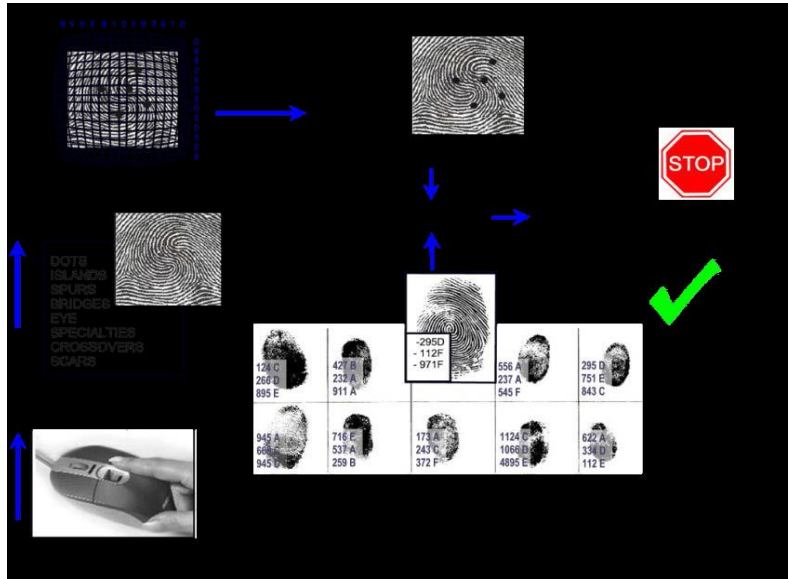 STOP
DOTS
ISLANDS
SPURS
BRIDGES
EYE
SPECIALTIES
CROSSOVERS
SCARS
-295D
- 112F
- 971F
124 C
266 D
895 E
427 B
232 A
911 A
556 A
237 A
545 F
295 D
751 E
843 C
945 A
945 D
716 E
537 A
259 B
173 A
243 C
372 F
1124 C
1066 D
4895 E
622 A
334 D
112 E